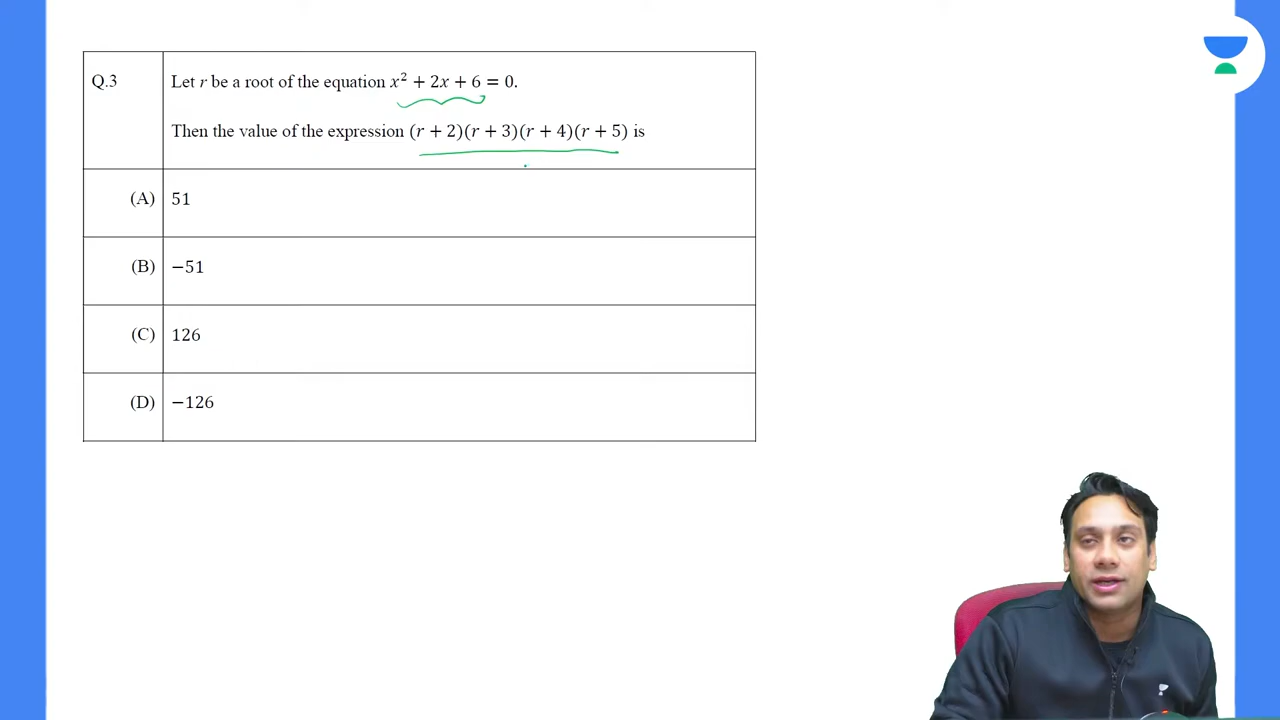 Q.3 Let r be a root of the equation x² + 2x + 6 = 0.
Then the value of the expression (r + 2)(r + 3)(r + 4)(r + 5) is
(A) 51
(B) −51
(C) 126
(D) −126